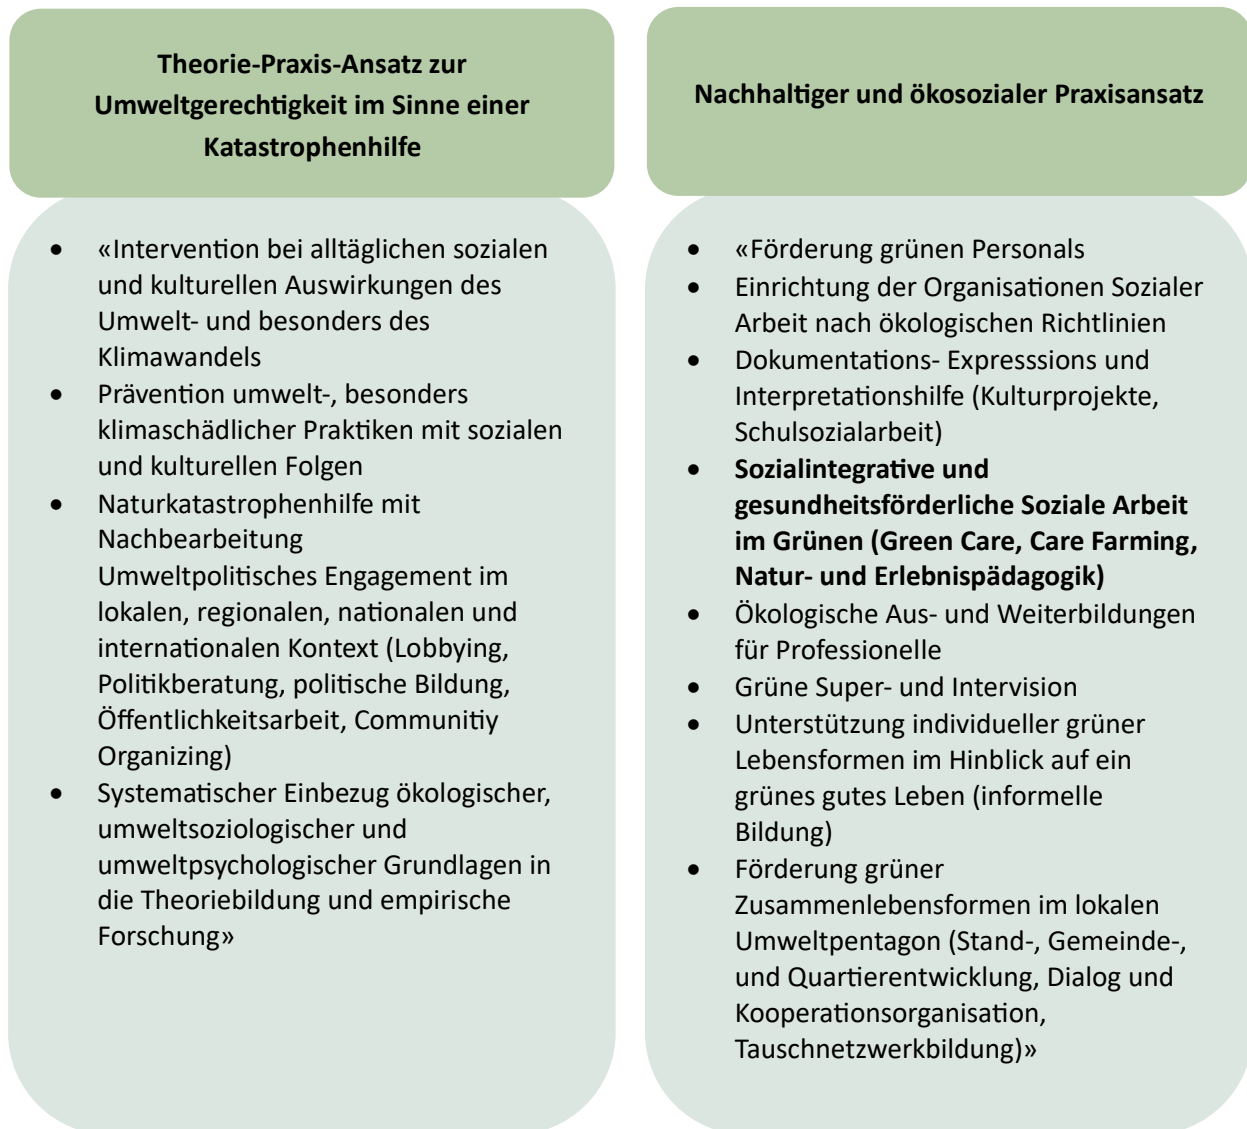 Theorie-Praxis-Ansatz zur
Umweltgerechtigkeit im Sinne einer
Katastrophenhilfe
• «Intervention bei alltäglichen sozialen
und kulturellen Auswirkungen des
Umwelt- und besonders des
Klimawandels
• Prävention umwelt-, besonders
klimaschädlicher Praktiken mit sozialen
und kulturellen Folgen
• Naturkatastrophenhilfe mit
Nachbearbeitung
Umweltpolitisches Engagement im
lokalen, regionalen, nationalen und
internationalen Kontext (Lobbying,
Politikberatung, politische Bildung,
Öffentlichkeitsarbeit, Communitiy
Organizing)
• Systematischer Einbezug ökologischer,
umweltsoziologischer und
umweltpsychologischer Grundlagen in
die Theoriebildung und empirische
Forschung»
Nachhaltiger und ökosozialer Praxisansatz
• «Förderung grünen Personals
• Einrichtung der Organisationen Sozialer
Arbeit nach ökologischen Richtlinien
• Dokumentations- Expresssions und
Interpretationshilfe (Kulturprojekte,
Schulsozialarbeit)
• Sozialintegrative und
gesundheitsförderliche Soziale Arbeit
im Grünen (Green Care, Care Farming,
Natur- und Erlebnispädagogik)
• Ökologische Aus- und Weiterbildungen
für Professionelle
• Grüne Super- und Intervision
• Unterstützung individueller grüner
Lebensformen im Hinblick auf ein
grünes gutes Leben (informelle
Bildung)
• Förderung grüner
Zusammenlebensformen im lokalen
Umweltpentagon (Stand-, Gemeinde-,
und Quartierentwicklung, Dialog und
Kooperationsorganisation,
Tauschnetzwerkbildung)»